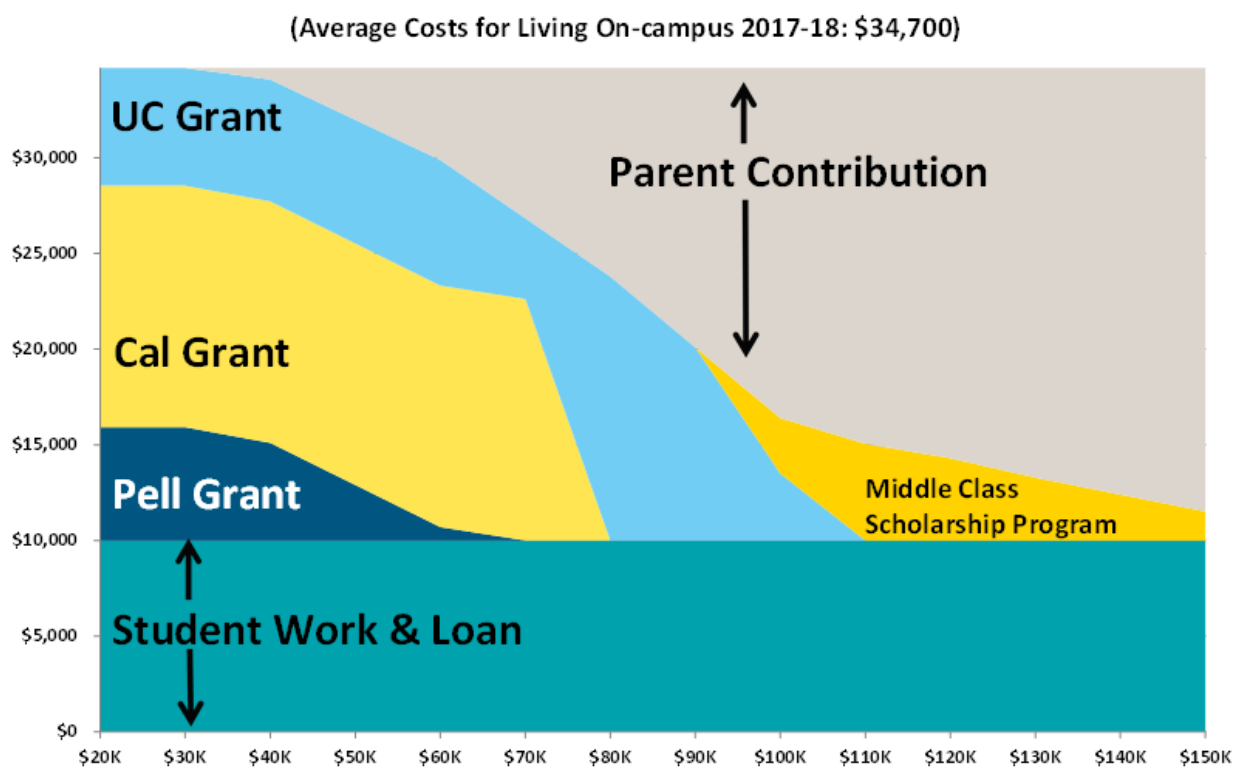 (Average Costs for Living On-campus 2017-18: $34,700)
UC Grant
$30,000
Parent Contribution
$25,000
$20,000
Cal Grant
$15,000
Pell Grant
Middle Class
Scholarship Program
$10,000
Student Work & Loan
$5,000
$0
$20K $30K $40K $50K $60K $70K $80K $90K $100K $110K $120K $130K $140K $150K